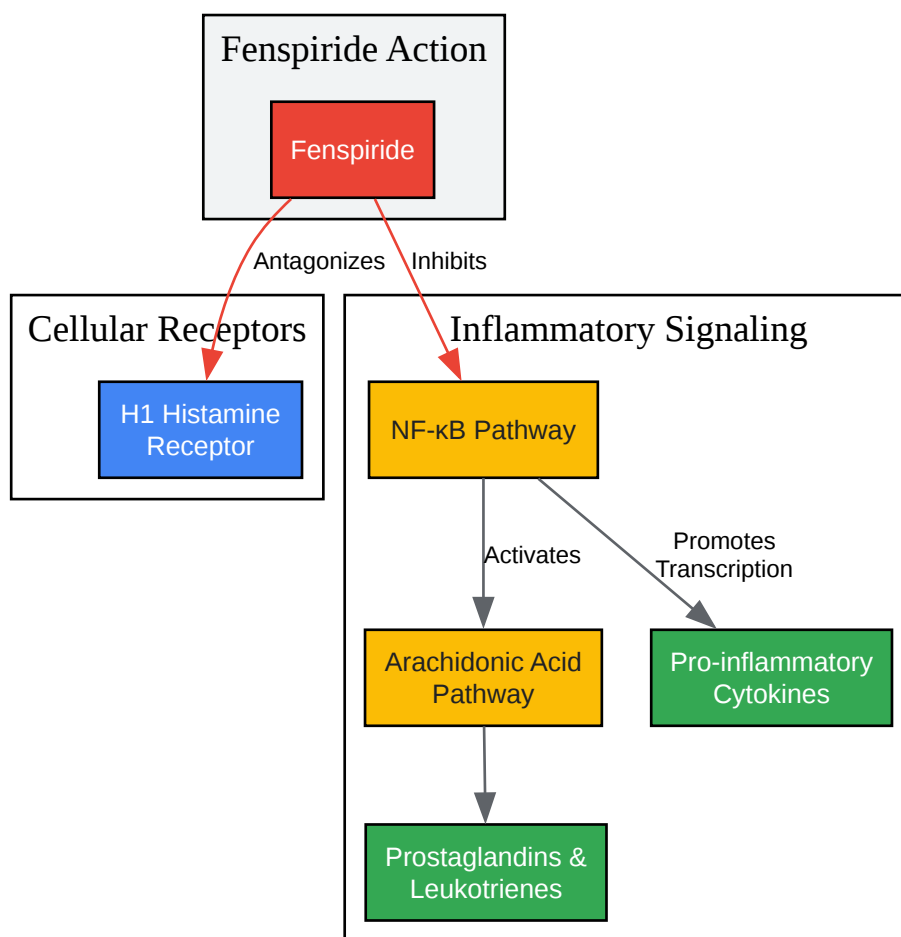 Fenspiride Action
Fenspiride
Antagonizes
Inhibits
Cellular Receptors
H1 Histamine
Receptor
Inflammatory Signaling
NF-κB Pathway
Activates
Promotes
Transcription
Arachidonic Acid
Pathway
Pro-inflammatory
Cytokines
Prostaglandins &
Leukotrienes